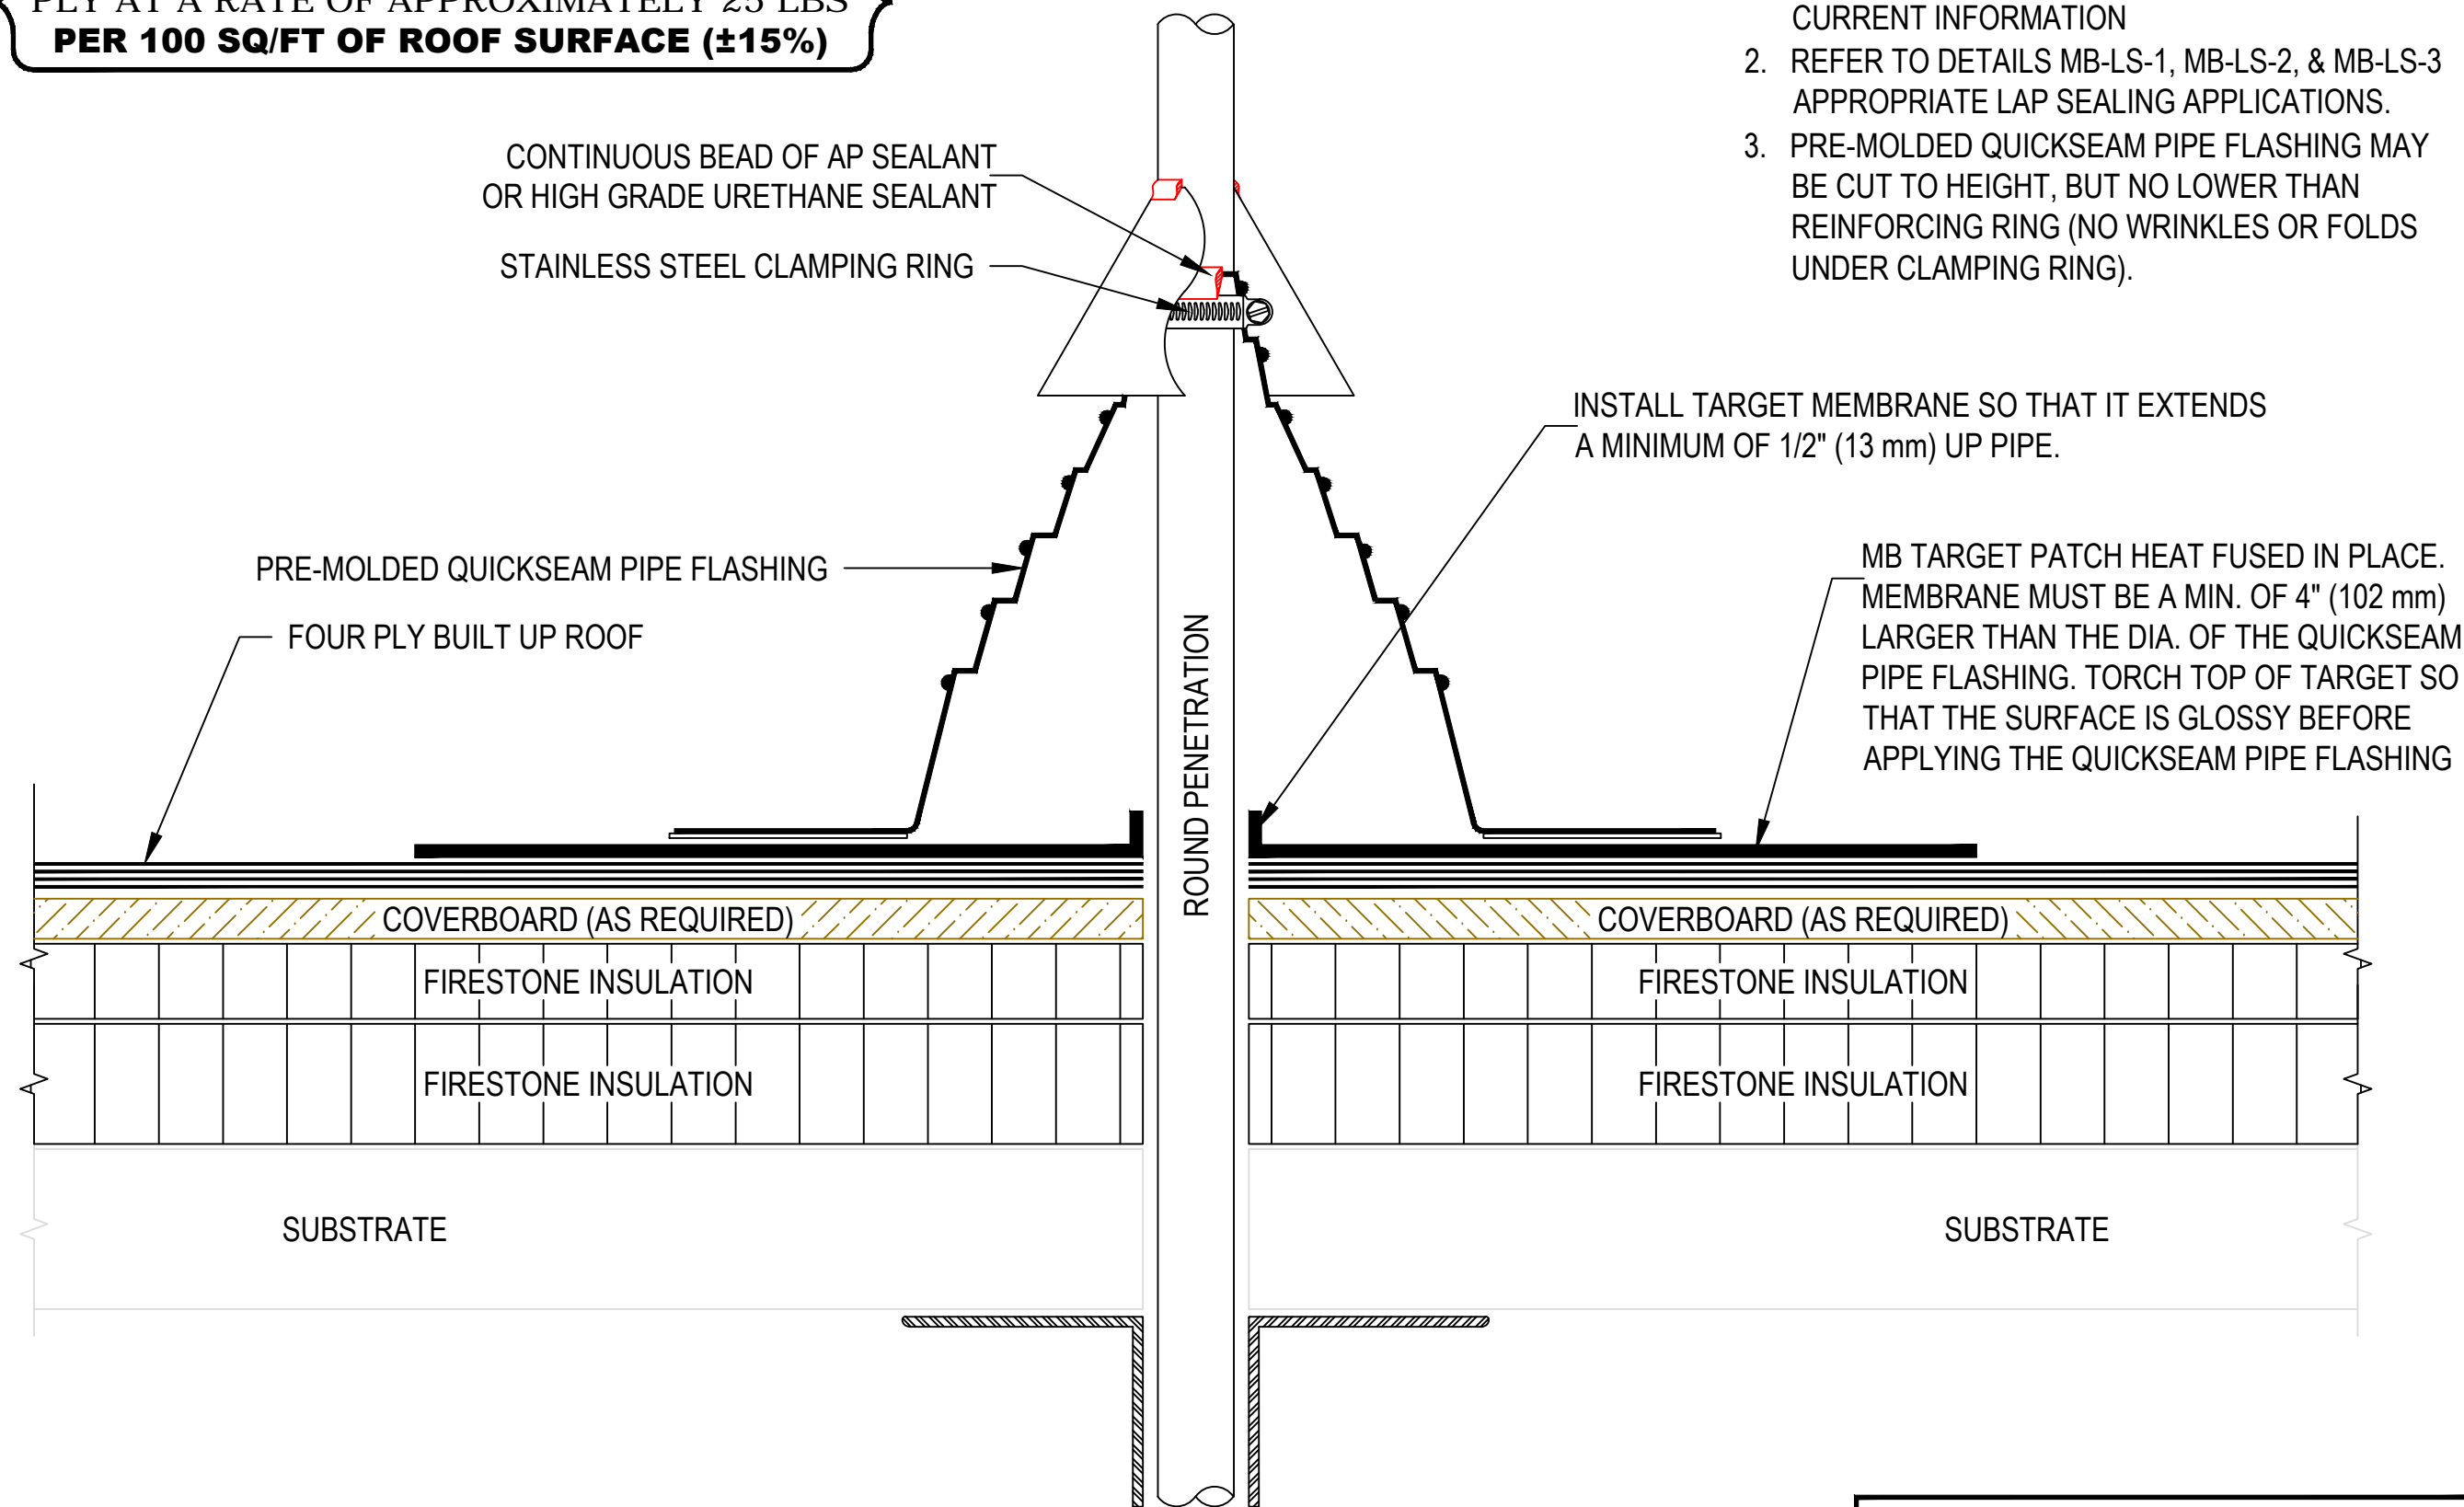 PLY AT A RATE OF APPROXIMATELY 25 LBS
PER 100 SQ/FT OF ROOF SURFACE (±15%)
CURRENT INFORMATION
2. REFER TO DETAILS MB-LS-1, MB-LS-2, & MB-LS-3
APPROPRIATE LAP SEALING APPLICATIONS.
3. PRE-MOLDED QUICKSEAM PIPE FLASHING MAY
BE CUT TO HEIGHT, BUT NO LOWER THAN
REINFORCING RING (NO WRINKLES OR FOLDS
UNDER CLAMPING RING).
CONTINUOUS BEAD OF AP SEALANT
OR HIGH GRADE URETHANE SEALANT
STAINLESS STEEL CLAMPING RING
INSTALL TARGET MEMBRANE SO THAT IT EXTENDS
A MINIMUM OF 1/2" (13 mm) UP PIPE.
PRE-MOLDED QUICKSEAM PIPE FLASHING
FOUR PLY BUILT UP ROOF
MB TARGET PATCH HEAT FUSED IN PLACE.
MEMBRANE MUST BE A MIN. OF 4" (102 mm)
LARGER THAN THE DIA. OF THE QUICKSEAM
PIPE FLASHING. TORCH TOP OF TARGET SO
THAT THE SURFACE IS GLOSSY BEFORE
APPLYING THE QUICKSEAM PIPE FLASHING
ROUND PENETRATION
COVERBOARD (AS REQUIRED)
COVERBOARD (AS REQUIRED)
FIRESTONE INSULATION
FIRESTONE INSULATION
FIRESTONE INSULATION
FIRESTONE INSULATION
SUBSTRATE
SUBSTRATE